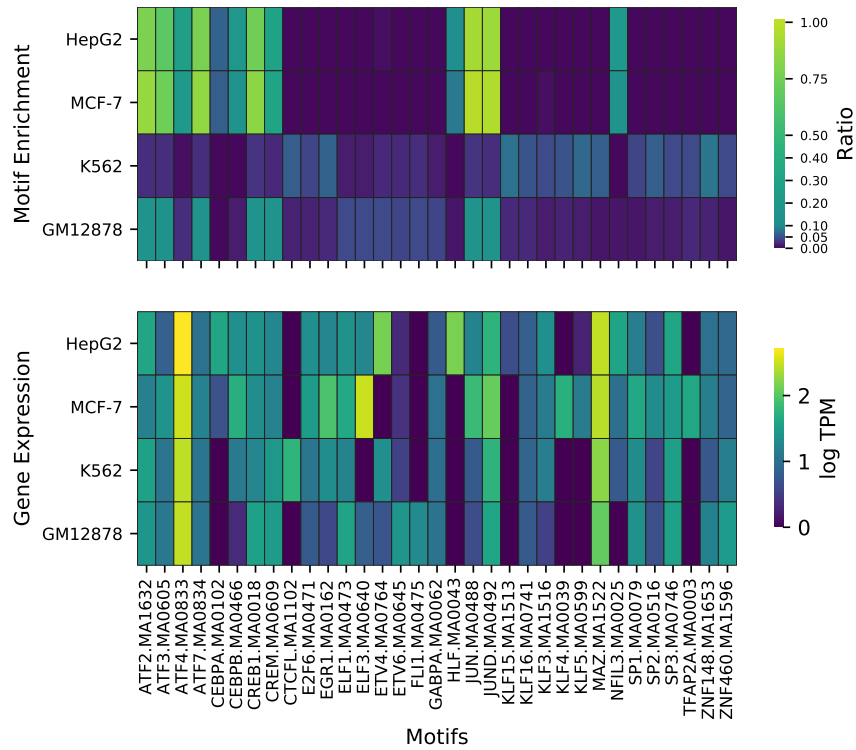 Motif Enrichment
HepG2
MCF-7
K562
GM12878
1.00
0.75
0.50
0.40
0.30
0.20
0.10
0.05
0.00
Ratio
Gene Expression
HepG2
MCF-7
K562
GM12878
2
1
0
log TPM
ATF2.MA1632
ATF3.MA0605
ATF4.MA0833
ATF7.MA0834
CEBPA.MA0102
CEBPB.MA0466
CREB1.MA0018
CREM.MA0609
CTCFL.MA1102
E2F6.MA0471
EGR1.MA0162
ELF1.MA0473
ELF3.MA0640
ETV4.MA0764
ETV6.MA0645
FLI1.MA0475
GABPA.MA0062
HLF.MA0043
JUN.MA0488
JUND.MA0492
KLF15.MA1513
KLF16.MA0741
KLF3.MA1516
KLF4.MA0039
KLF5.MA0599
MAZ.MA1522
NFIL3.MA0025
SP1.MA0079
SP2.MA0516
SP3.MA0746
TFAP2A.MA0003
ZNF148.MA1653
ZNF460.MA1596
Motifs